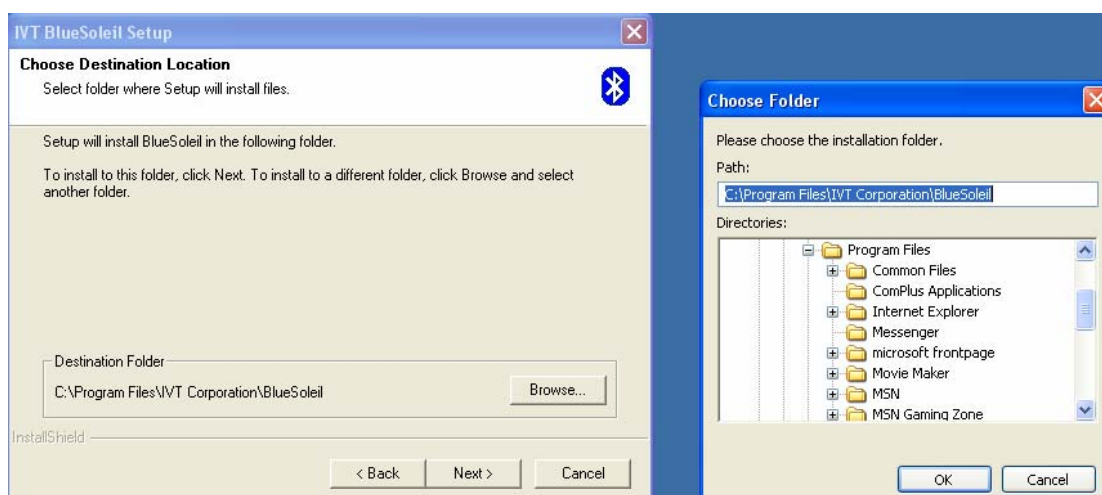 IVT BlueSoleil Setup
Choose Destination Location
Select folder where Setup will install files.
Setup will install BlueSoleil in the following folder.
To install to this folder, click Next. To install to a different folder, click Browse and select
another folder.
Destination Folder
C:\Program Files\IVT Corporation\BlueSoleil
Browse...
InstallShield
< Back
Next >
Cancel
Choose Folder
Please choose the installation folder.
Path:
C:\Program Files\IVT Corporation\BlueSoleil
Directories:
Program Files
Common Files
ComPlus Applications
Internet Explorer
Messenger
microsoft frontpage
Movie Maker
MSN
MSN Gaming Zone
OK
Cancel